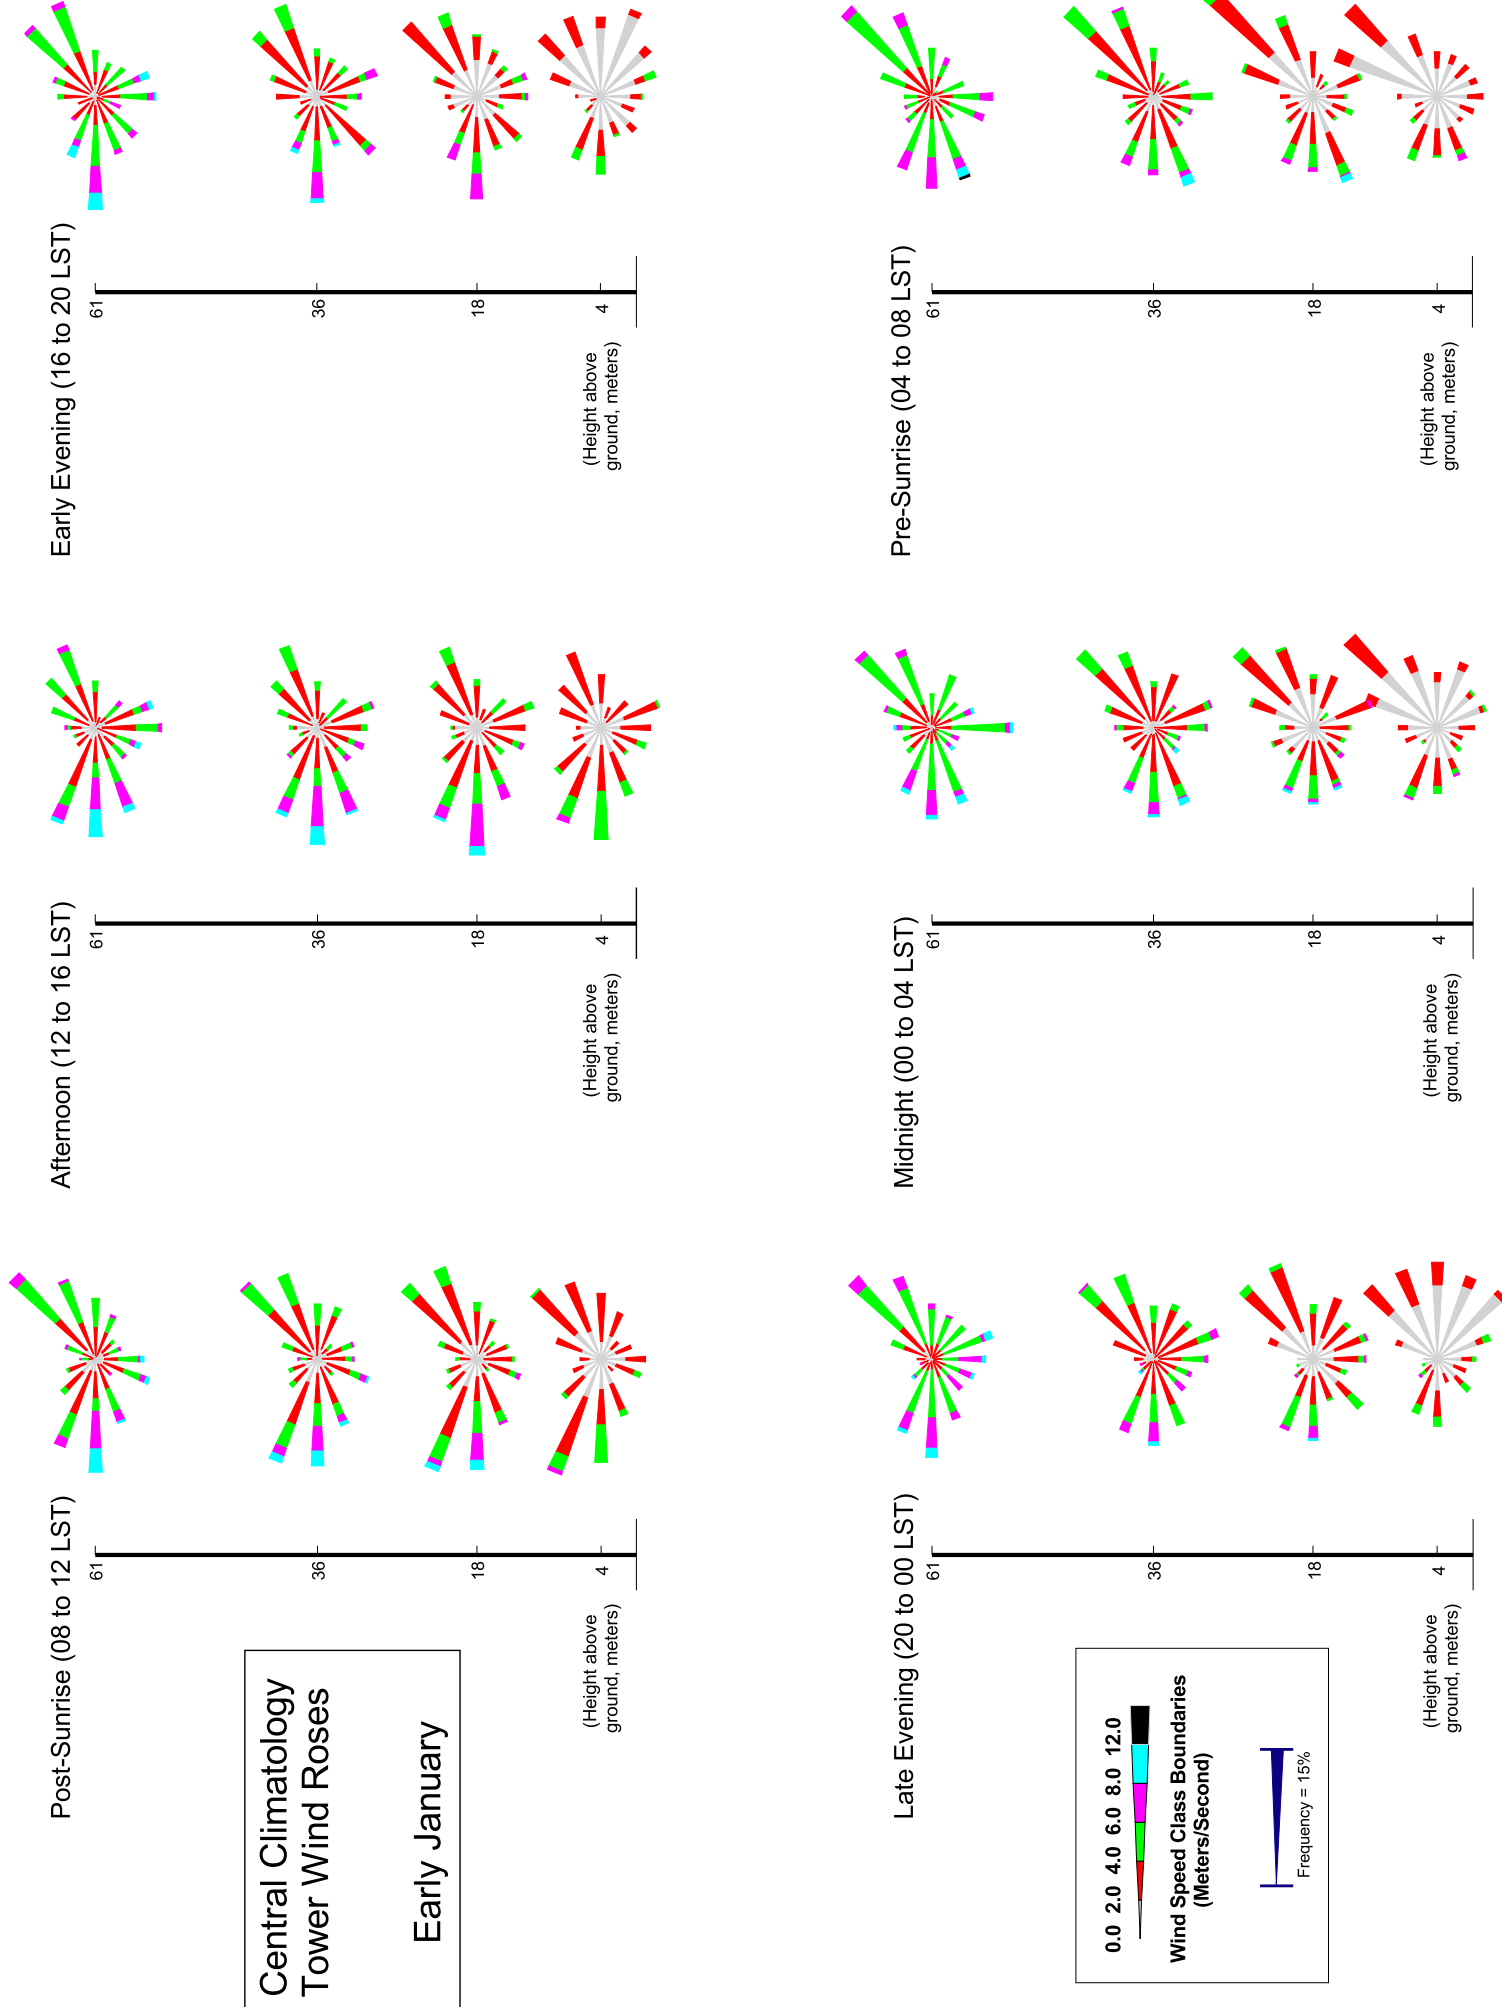 Central Climatology
Tower Wind Roses
Early January
Post-Sunrise (08 to 12 LST)
61
36
18
4
(Height above
ground, meters)
Afternoon (12 to 16 LST)
61
36
18
4
(Height above
ground, meters)
Early Evening (16 to 20 LST)
61
36
18
4
(Height above
ground, meters)
Late Evening (20 to 00 LST)
61
36
18
4
(Height above
ground, meters)
Midnight (00 to 04 LST)
61
36
18
4
(Height above
ground, meters)
Pre-Sunrise (04 to 08 LST)
61
36
18
4
(Height above
ground, meters)
0.0 2.0 4.0 6.0 8.0 12.0
Wind Speed Class Boundaries
(Meters/Second)
Frequency = 15%